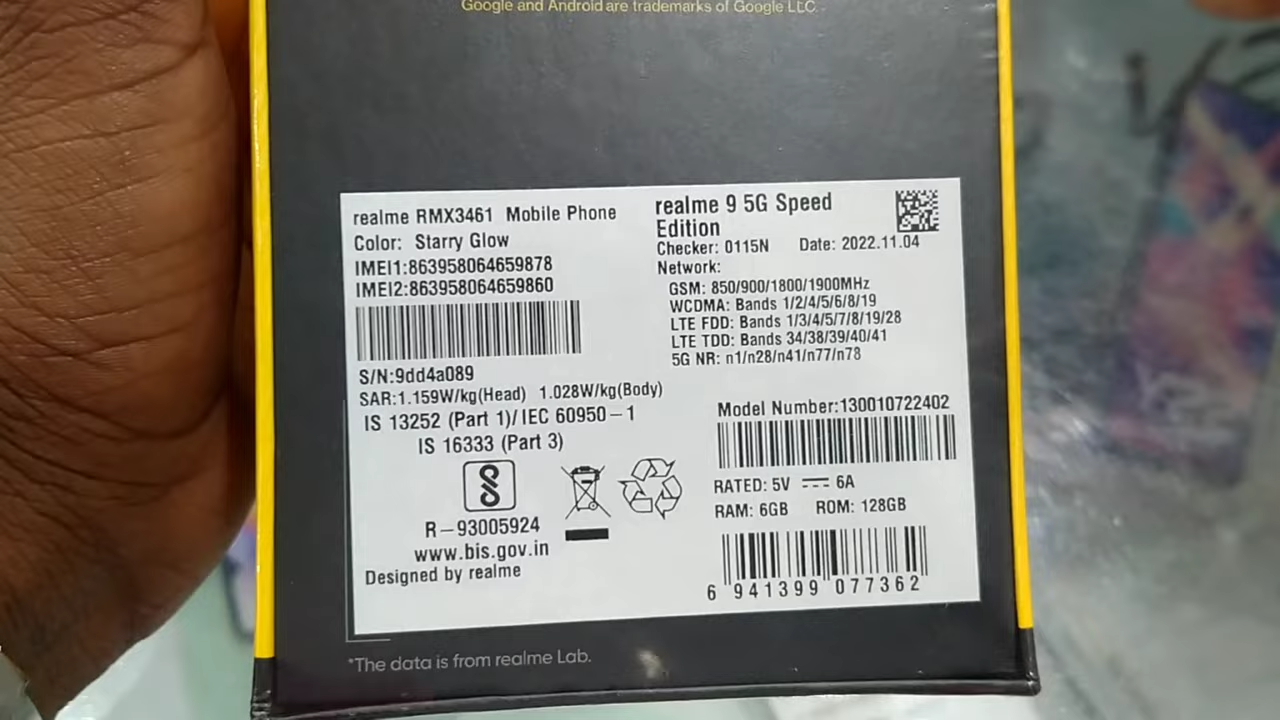 Google and Android are trademarks of Google LLC.
realme RMX3461 Mobile Phone
Color: Starry Glow
IMEI1:863958064659878
IMEI2:863958064659860
S/N:9dd4a089
SAR:1.159W/kg(Head) 1.028W/kg(Body)
IS 13252 (Part 1)/IEC 60950-1
IS 16333 (Part 3)
R-93005924
www.bis.gov.in
Designed by realme
realme 9 5G Speed
Edition
Checker: 0115N Date: 2022.11.04
Network:
GSM: 850/900/1800/1900MHz
WCDMA: Bands 1/2/4/5/6/8/19
LTE FDD: Bands 1/3/4/5/7/8/19/28
LTE TDD: Bands 34/38/39/40/41
5G NR: n1/n28/n41/n77/n78
Model Number:130010722402
RATED: 5V ⎓ 6A
RAM: 6GB ROM: 128GB
6 941399 077362
*The data is from realme Lab.